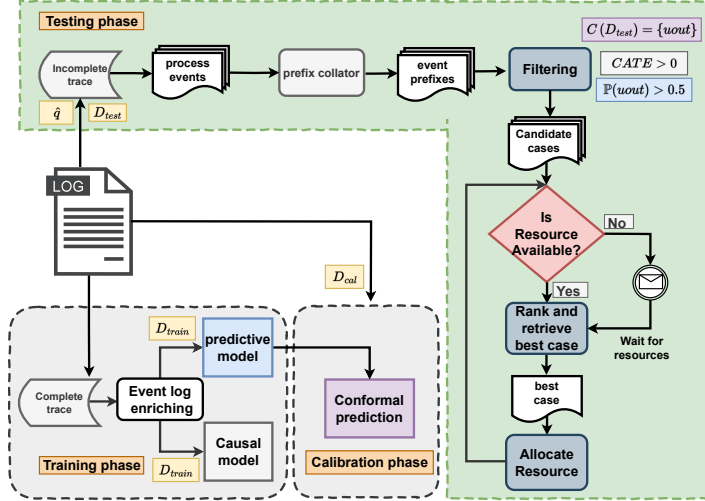 Testing phase
C (D_test) = {uout}
Incomplete
trace
process
events
prefix collator
event
prefixes
Filtering
CATE > 0
ℙ(uout) > 0.5
q̂
D_test
Candidate
cases
LOG
Is
Resource
Available?
No
Yes
D_cal
Rank and
retrieve
best case
Wait for
resources
D_train
predictive
model
Complete
trace
Event log
enriching
Conformal
prediction
best
case
Causal
model
Training phase
D_train
Calibration phase
Allocate
Resource